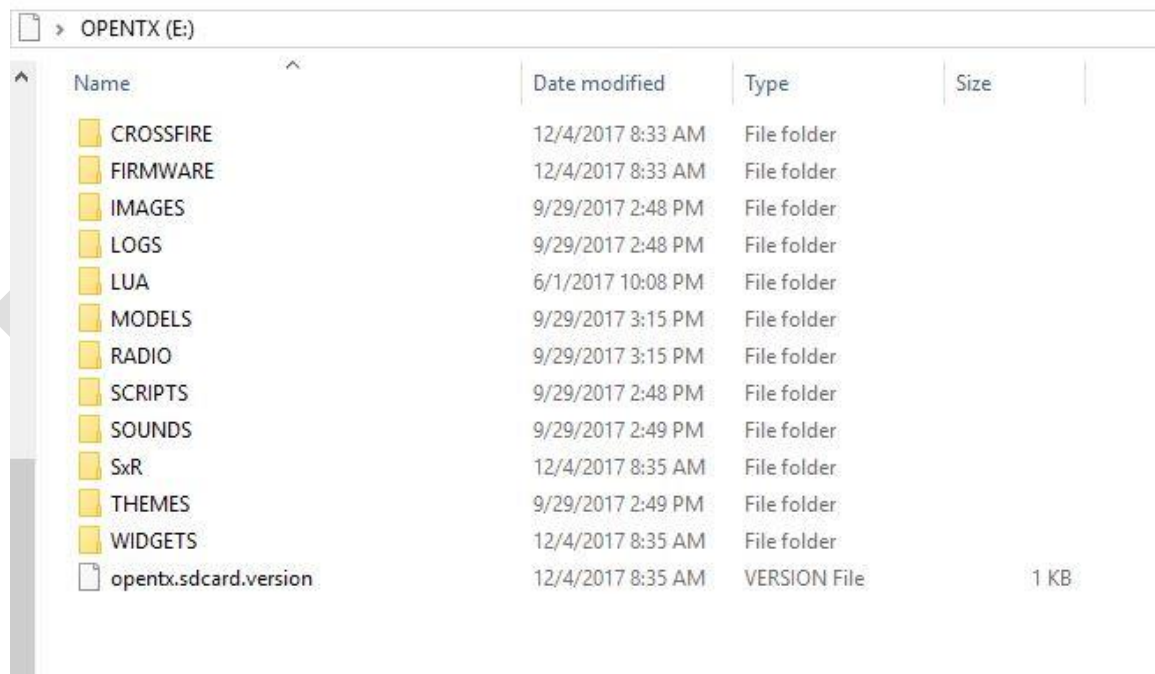 OPENTX (E:)
Name Date modified Type Size
CROSSFIRE 12/4/2017 8:33 AM File folder
FIRMWARE 12/4/2017 8:33 AM File folder
IMAGES 9/29/2017 2:48 PM File folder
LOGS 9/29/2017 2:48 PM File folder
LUA 6/1/2017 10:08 PM File folder
MODELS 9/29/2017 3:15 PM File folder
RADIO 9/29/2017 3:15 PM File folder
SCRIPTS 9/29/2017 2:48 PM File folder
SOUNDS 9/29/2017 2:49 PM File folder
SxR 12/4/2017 8:35 AM File folder
THEMES 9/29/2017 2:49 PM File folder
WIDGETS 12/4/2017 8:35 AM File folder
opentx.sdcard.version 12/4/2017 8:35 AM VERSION File 1 KB